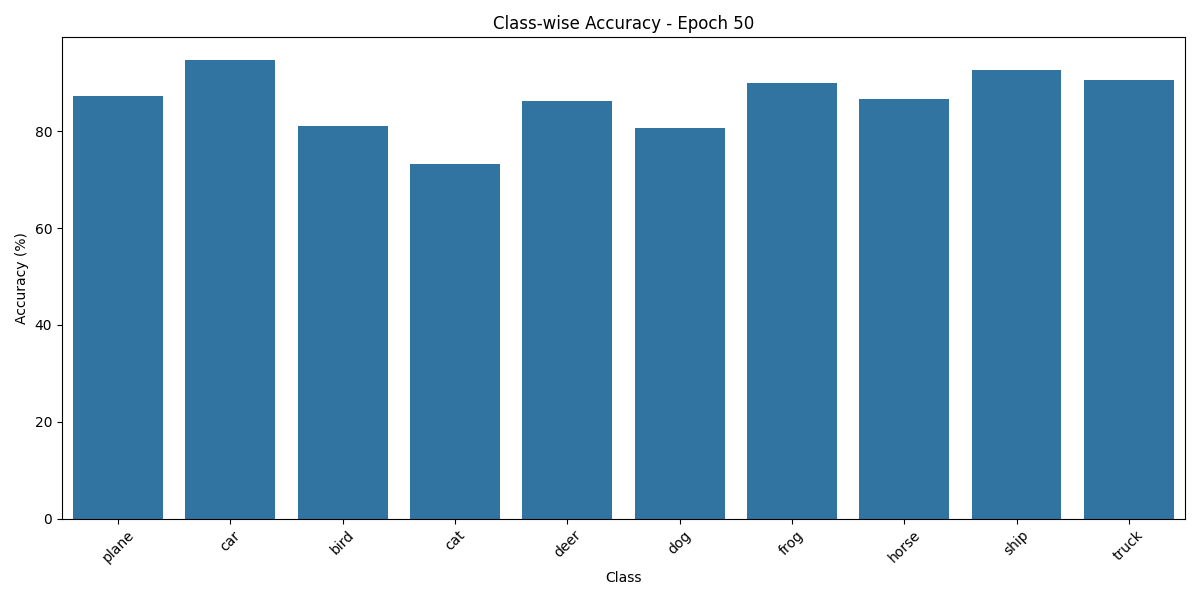 Class-wise Accuracy - Epoch 50
Accuracy (%)
80
60
40
20
0
plane
car
bird
cat
deer
dog
frog
horse
ship
truck
Class